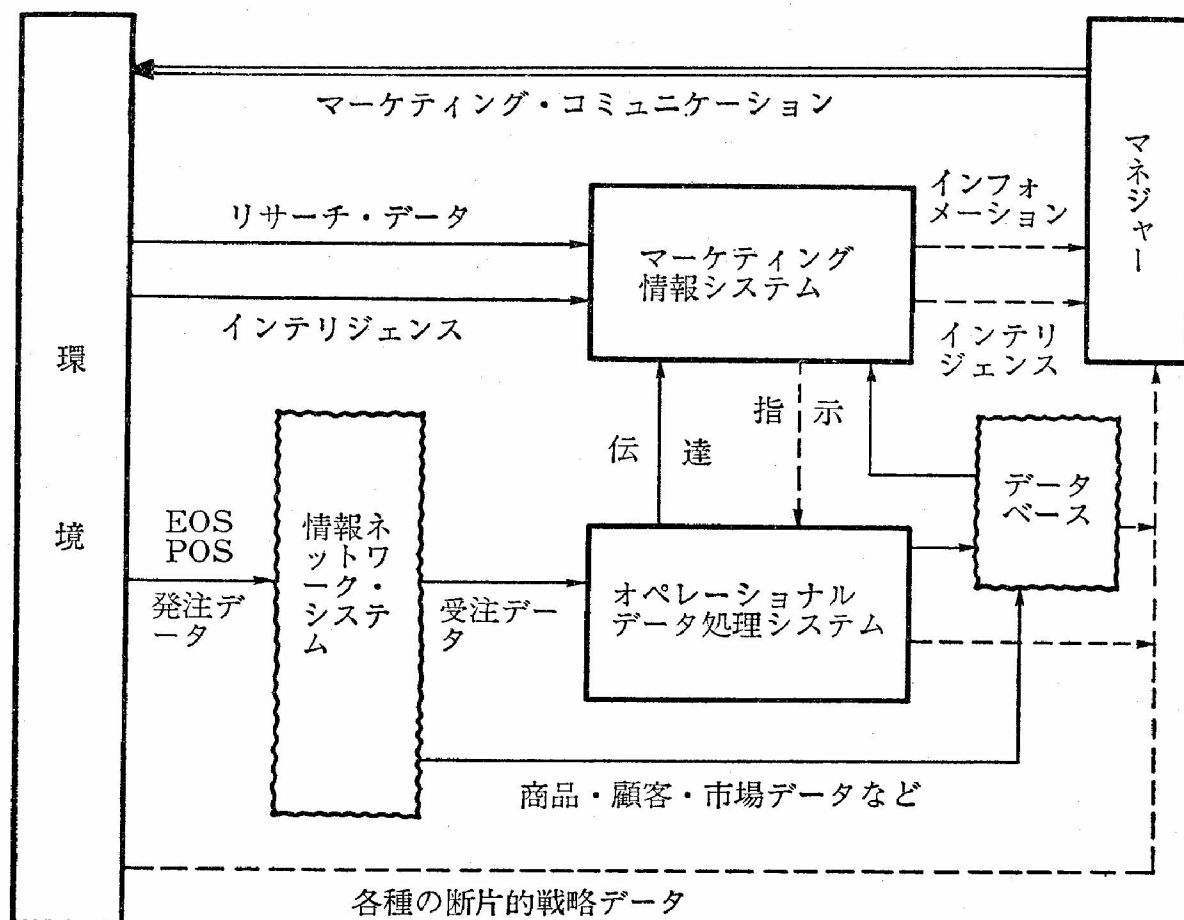 マーケティング・コミュニケーション
マネジャー
リサーチ・データ
インテリジェンス
マーケティング
情報システム
インフォ
メーション
インテリ
ジェンス
環境
伝達
指示
データ
ベース
EOS
POS
発注デ
ータ
情報ネ
ットワ
ーク・
システ
ム
受注デー
タ
オペレーショナル
データ処理システム
商品・顧客・市場データなど
各種の断片的戦略データ